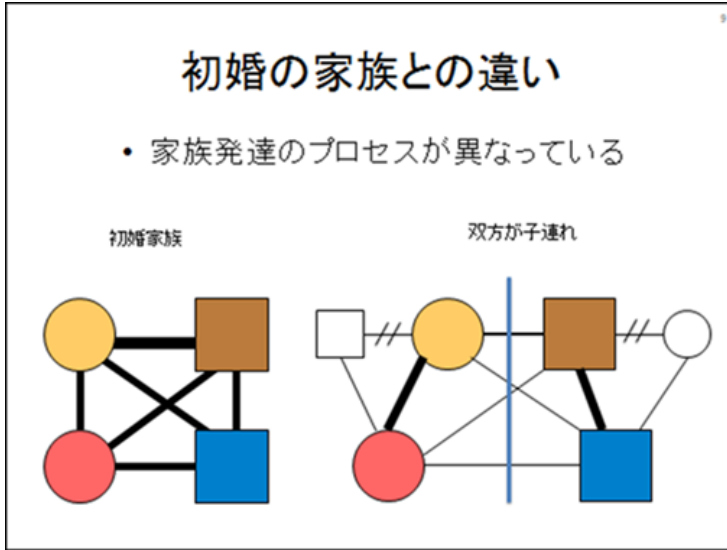 9
初婚の家族との違い
• 家族発達のプロセスが異なっている
初婚家族
双方が子連れ